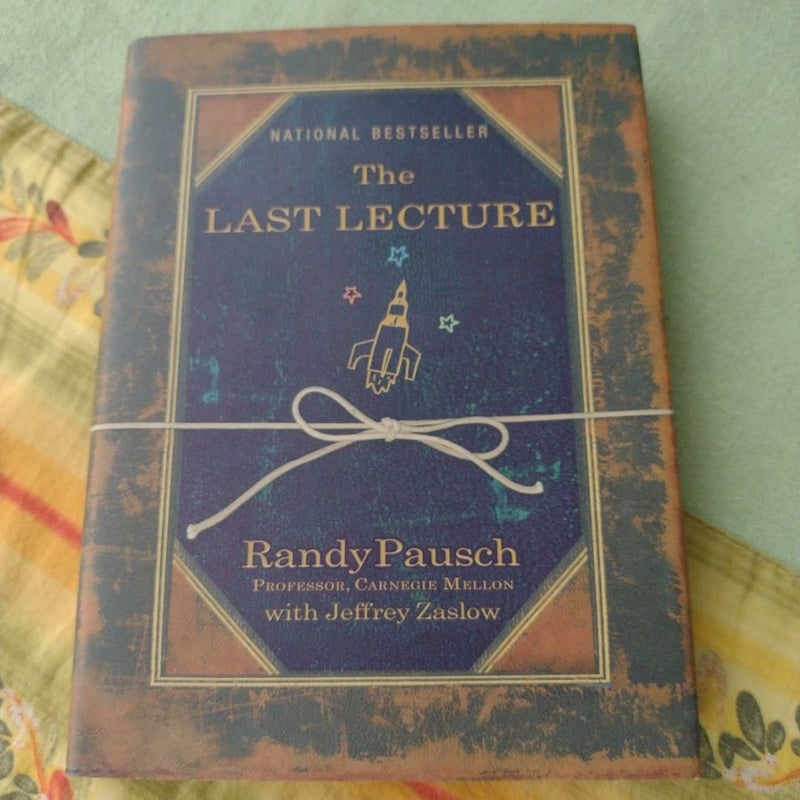 NATIONAL BESTSELLER
The
LAST LECTURE
Randy Pausch
PROFESSOR, CARNEGIE MELLON
with Jeffrey Zaslow